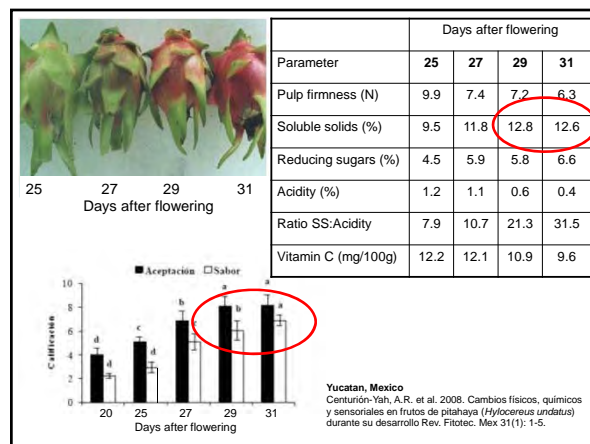 25 27 29 31
Days after flowering
Days after flowering
Parameter 25 27 29 31
Pulp firmness (N) 9.9 7.4 7.2 6.3
Soluble solids (%) 9.5 11.8 12.8 12.6
Reducing sugars (%) 4.5 5.9 5.8 6.6
Acidity (%) 1.2 1.1 0.6 0.4
Ratio SS:Acidity 7.9 10.7 21.3 31.5
Vitamin C (mg/100g) 12.2 12.1 10.9 9.6
Aceptación Sabor
Calificación
10
8
6
4
2
0
d d
c d
b c
a b
a a
20 25 27 29 31
Days after flowering
Yucatan, Mexico
Centurión-Yah, A.R. et al. 2008. Cambios físicos, químicos
y sensoriales en frutos de pitahaya (Hylocereus undatus)
durante su desarrollo Rev. Fitotec. Mex 31(1): 1-5.